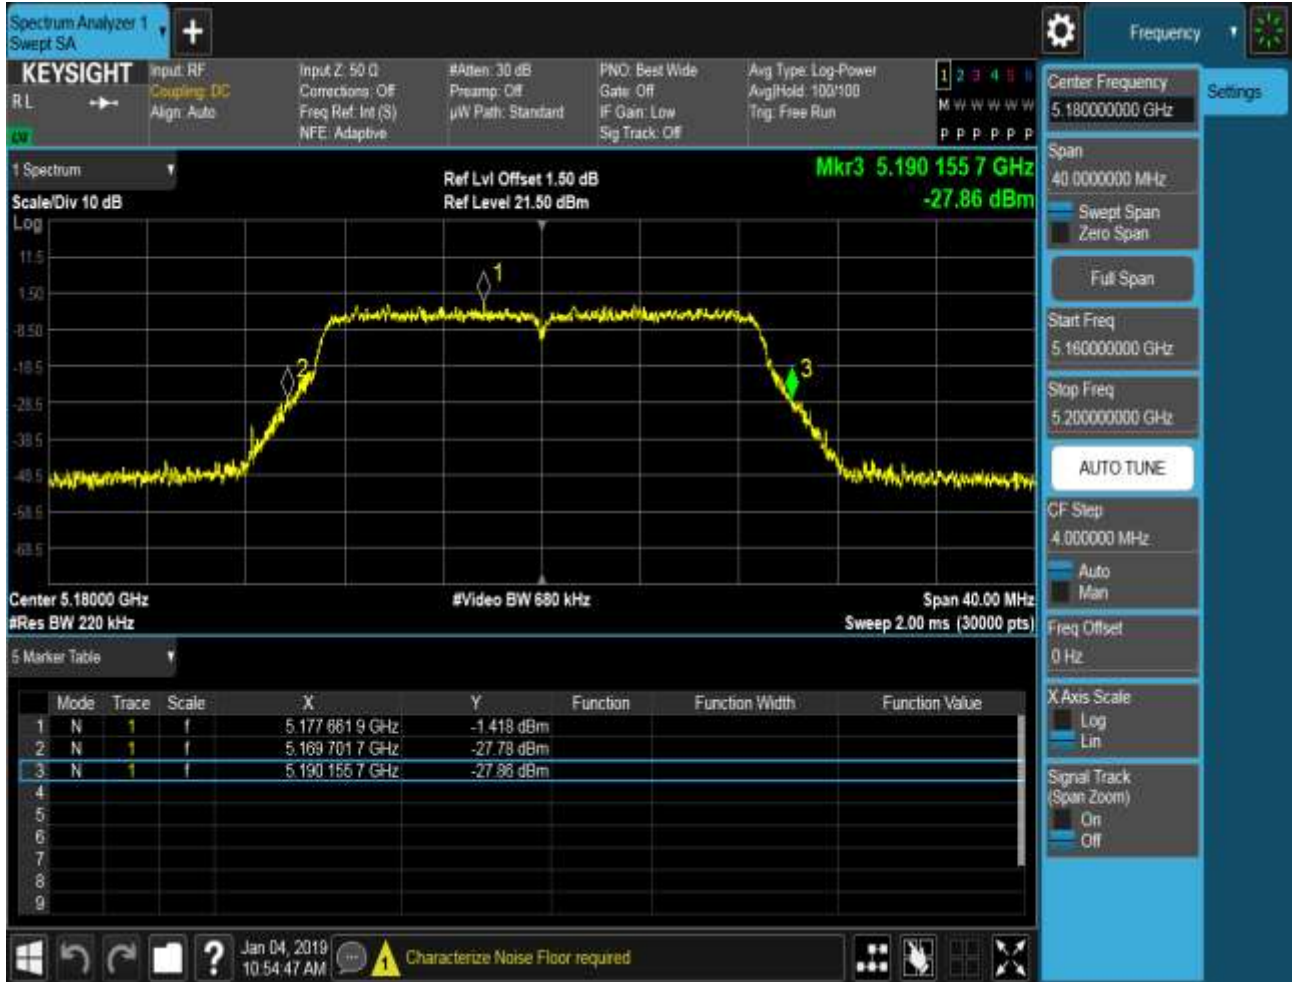 Spectrum Analyzer 1
Swept SA
+
Frequency
KEYSIGHT
RL
Input: RF
Coupling: DC
Align: Auto
Input Z: 50 Ω
Corrections: Off
Freq Ref: Int (S)
NFE: Adaptive
#Atten: 30 dB
Preamp: Off
µW Path: Standard
PNO: Best Wide
Gate: Off
IF Gain: Low
Sig Track: Off
Avg Type: Log-Power
Avg|Hold: 100/100
Trig: Free Run
1 2 3 4 5 6
M W W W W W
P P P P P P
Center Frequency
5.180000000 GHz
Settings
Span
40.0000000 MHz
Swept Span
Zero Span
Full Span
Start Freq
5.160000000 GHz
Stop Freq
5.200000000 GHz
AUTO TUNE
CF Step
4.000000 MHz
Auto
Man
Freq Offset
0 Hz
X Axis Scale
Log
Lin
Signal Track
(Span Zoom)
On
Off
1 Spectrum
Scale/Div 10 dB
Ref Lvl Offset 1.50 dB
Ref Level 21.50 dBm
Mkr3 5.190 155 7 GHz
-27.86 dBm
Log
11.5
1.50
-8.50
-18.5
-28.5
-38.5
-48.5
-58.5
-68.5
1
2
3
Center 5.18000 GHz
#Video BW 680 kHz
Span 40.00 MHz
#Res BW 220 kHz
Sweep 2.00 ms (30000 pts)
5 Marker Table
Mode Trace Scale X Y Function Function Width Function Value
1 N 1 f 5.177 661 9 GHz -1.418 dBm
2 N 1 f 5.169 701 7 GHz -27.78 dBm
3 N 1 f 5.190 155 7 GHz -27.86 dBm
4
5
6
7
8
9
?
Jan 04, 2019
10:54:47 AM
1
Characterize Noise Floor required